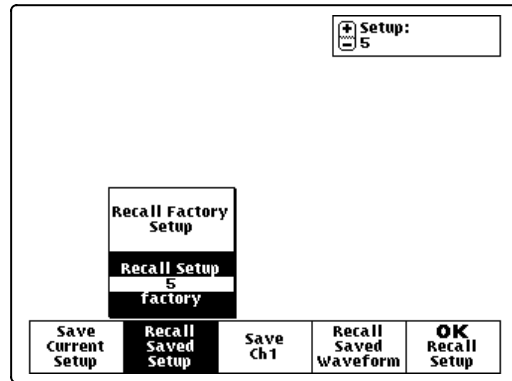 + Setup:
- 5
Recall Factory
Setup
Recall Setup
5
factory
Save
Current
Setup
Recall
Saved
Setup
Save
Ch1
Recall
Saved
Waveform
OK
Recall
Setup